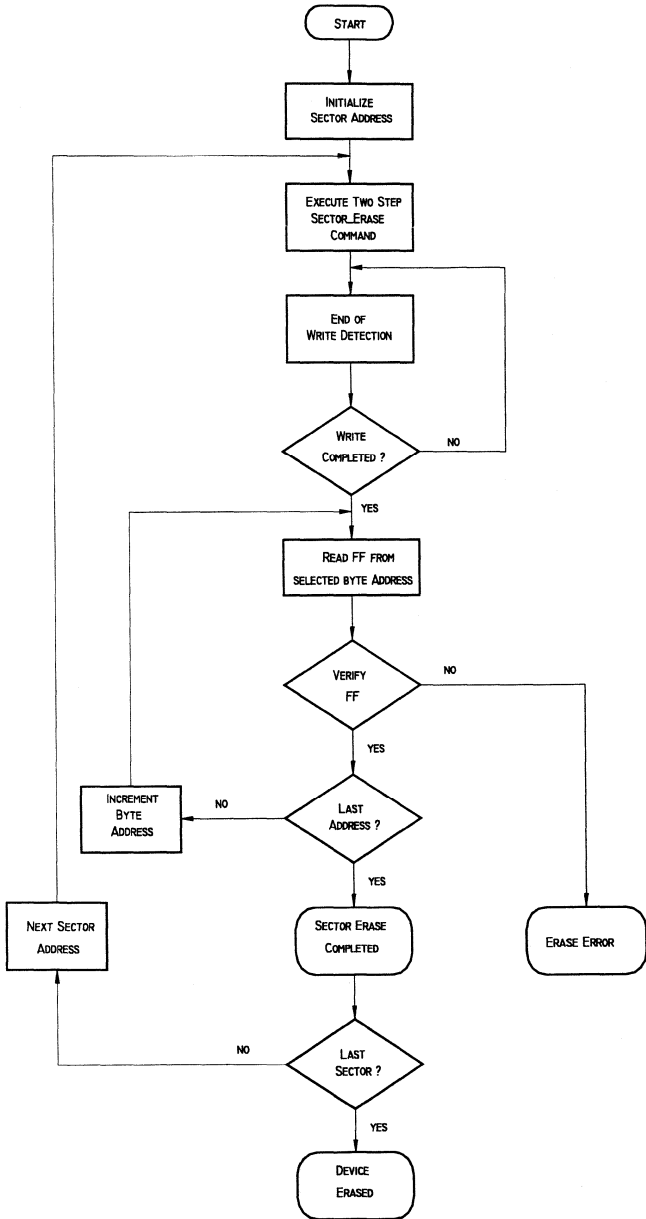 START
INITIALIZE
SECTOR ADDRESS
EXECUTE TWO STEP
SECTOR_ERASE
COMMAND
END OF
WRITE DETECTION
WRITE
COMPLETED ?
NO
YES
READ FF FROM
SELECTED BYTE ADDRESS
VERIFY
FF
NO
YES
INCREMENT
BYTE
ADDRESS
NO
LAST
ADDRESS ?
YES
NEXT SECTOR
ADDRESS
SECTOR ERASE
COMPLETED
ERASE ERROR
NO
LAST
SECTOR ?
YES
DEVICE
ERASED